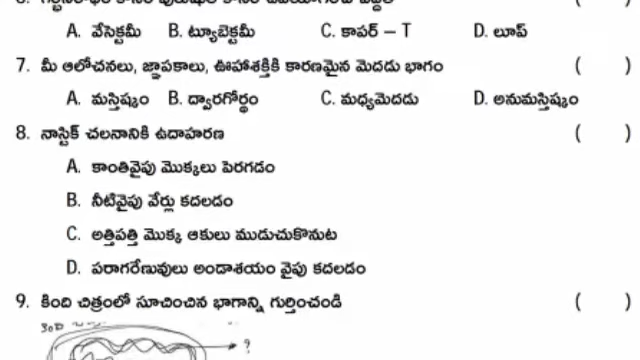 A. వేసెక్టమీ B. ట్యూబెక్టమీ C. కాపర్ – T D. లూప్
7. మీ ఆలోచనలు, జ్ఞాపకాలు, ఊహాశక్తికి కారణమైన మెదడు భాగం ( )
A. మస్తిష్కం B. ద్వారగోర్ధం C. మధ్యమెదడు D. అనుమస్తిష్కం
8. నాస్టిక్ చలనానికి ఉదాహరణ ( )
A. కాంతివైపు మొక్కలు పెరగడం
B. నీటివైపు వేర్లు కదలడం
C. అత్తిపత్తి మొక్క ఆకులు ముడుచుకొనుట
D. పరాగరేణువులు అండాశయం వైపు కదలడం
9. కింది చిత్రంలో సూచించిన భాగాన్ని గుర్తించండి ( )
?